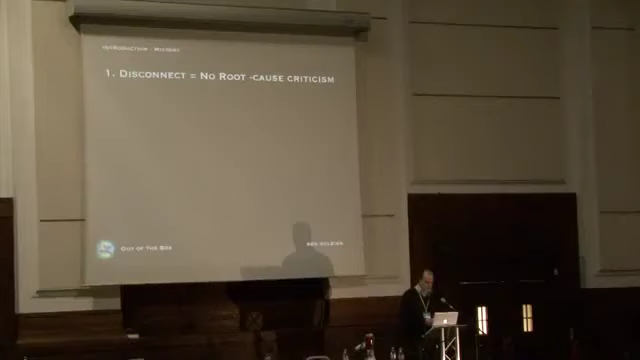 Introduction - History
1. Disconnect = No Root -cause criticism
Out of the Box